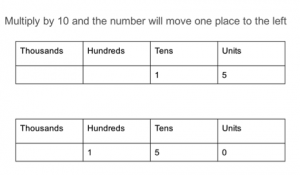 Multiply by 10 and the number will move one place to the left
Thousands Hundreds Tens Units
1 5
Thousands Hundreds Tens Units
1 5 0